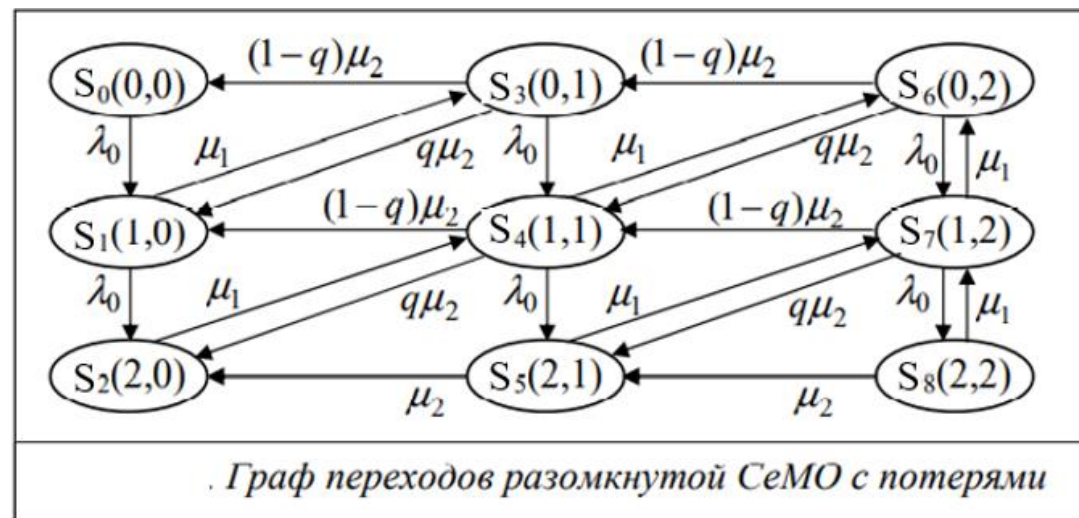 (1−q)μ₂ (1−q)μ₂
S₀(0,0) S₃(0,1) S₆(0,2)
λ₀ μ₁ qμ₂ λ₀ μ₁ qμ₂ λ₀ μ₁
(1−q)μ₂ (1−q)μ₂
S₁(1,0) S₄(1,1) S₇(1,2)
λ₀ μ₁ qμ₂ λ₀ μ₁ qμ₂ λ₀ μ₁
S₂(2,0) S₅(2,1) S₈(2,2)
μ₂ μ₂
. Граф переходов разомкнутой СеМО с потерями